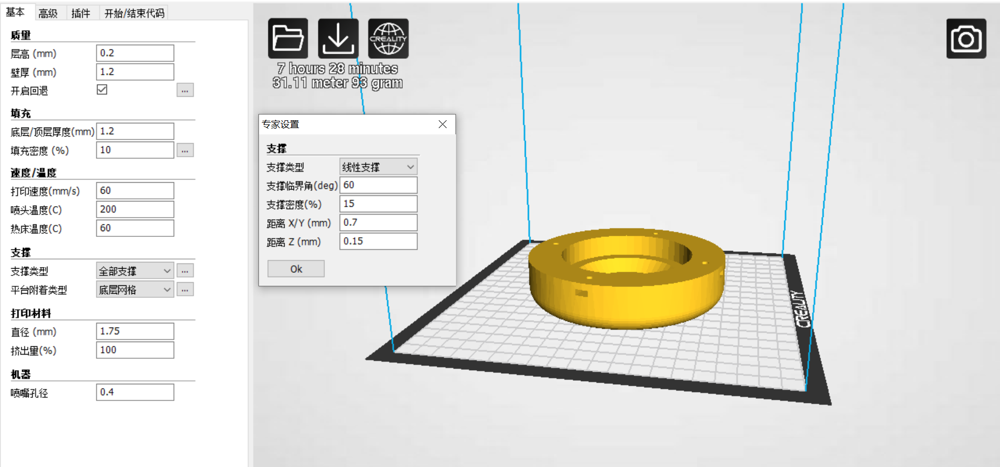 基本 高级 插件 开始/结束代码
质量
层高 (mm) 0.2
壁厚 (mm) 1.2
开启回退 ...
填充
底层/顶层厚度(mm) 1.2
填充密度 (%) 10 ...
速度/温度
打印速度(mm/s) 60
喷头温度(C) 200
热床温度(C) 60
支撑
支撑类型 全部支撑 ...
平台附着类型 底层网格 ...
打印材料
直径 (mm) 1.75
挤出量(%) 100
机器
喷嘴孔径 0.4
CREALITY
7 hours 28 minutes
31.11 meter 93 gram
专家设置
支撑
支撑类型 线性支撑
支撑临界角(deg) 60
支撑密度(%) 15
距离 X/Y (mm) 0.7
距离 Z (mm) 0.15
Ok
CREALITY